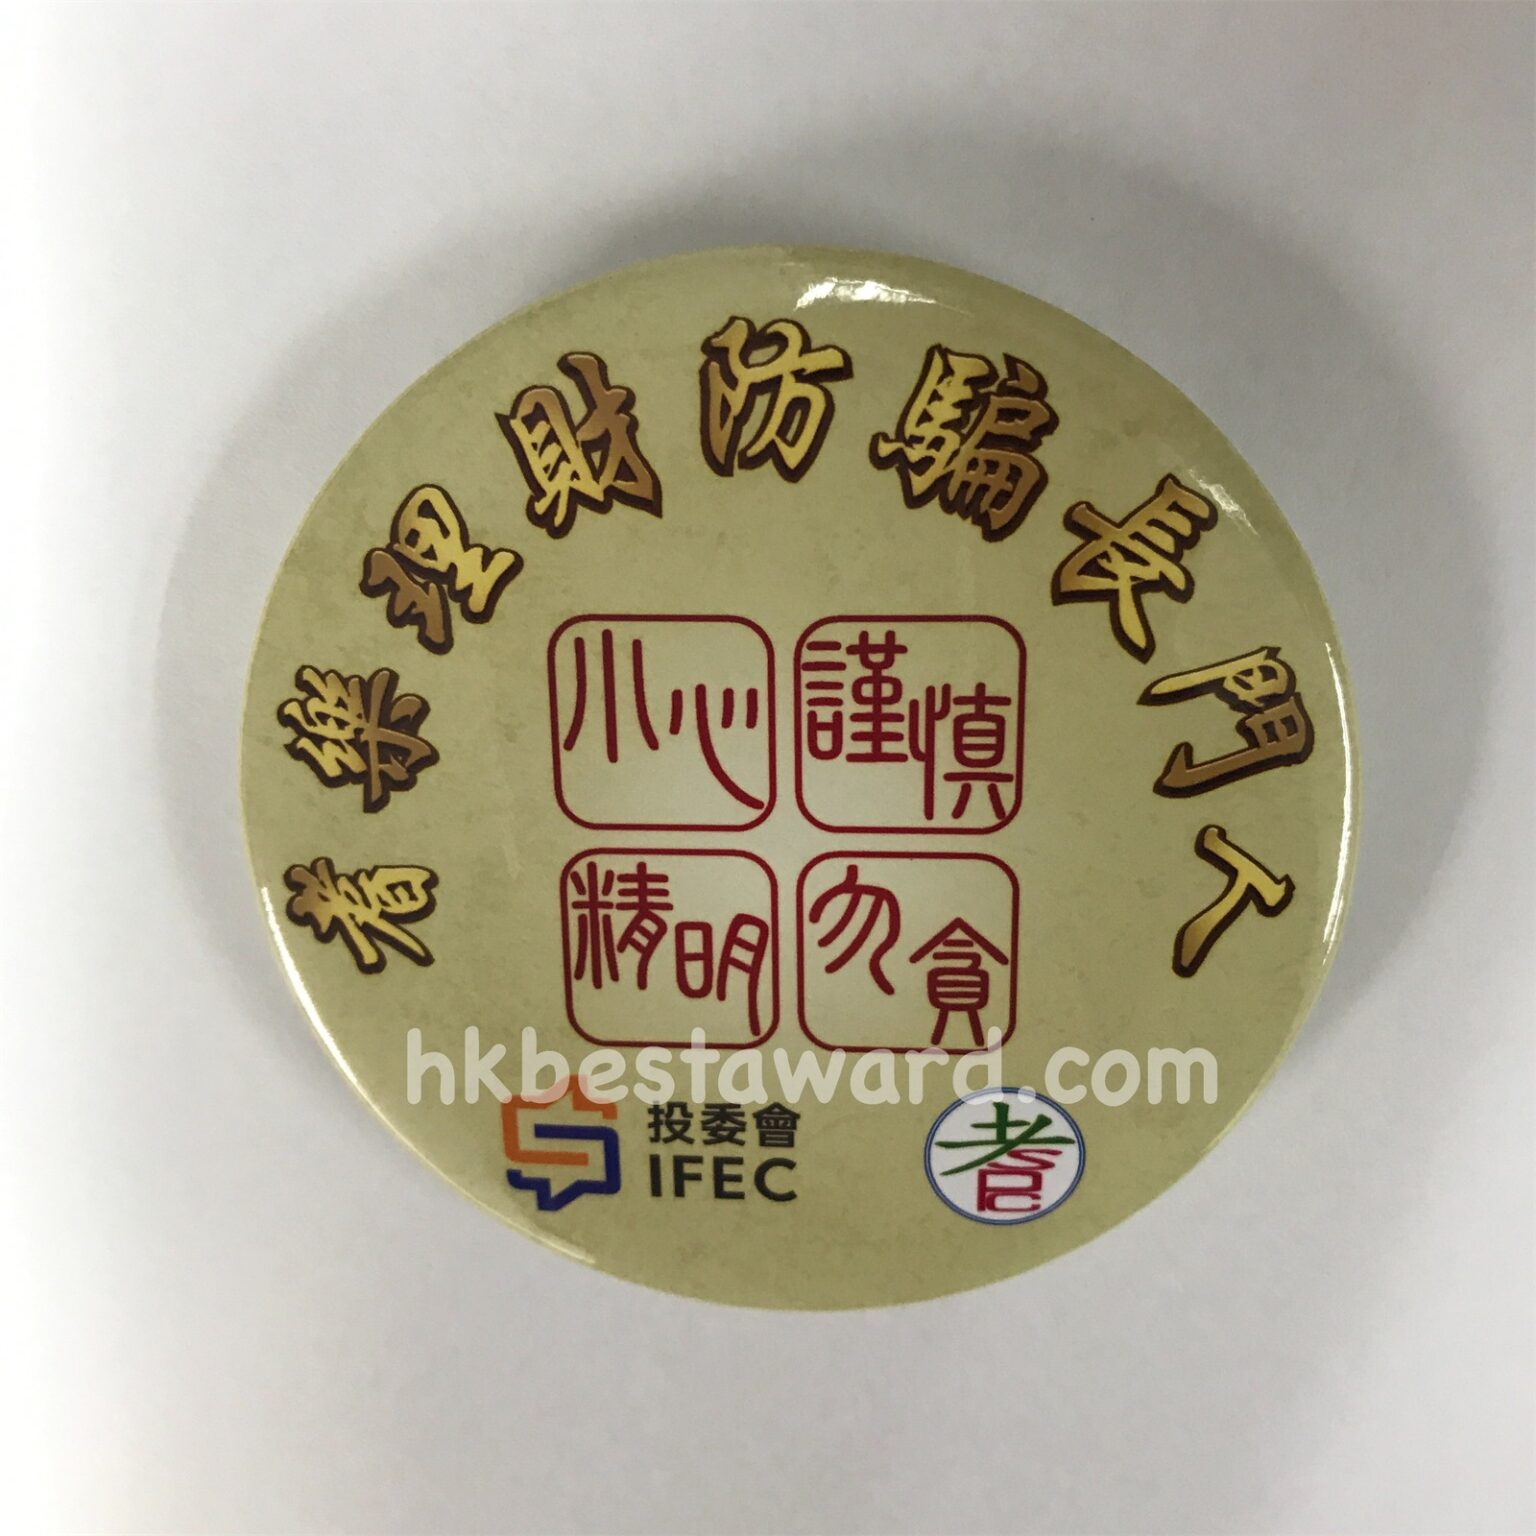 耆樂理財防騙長門人
小心
謹慎
精明
勿貪
hkbestaward.com
投委會
IFEC
耆
SPC